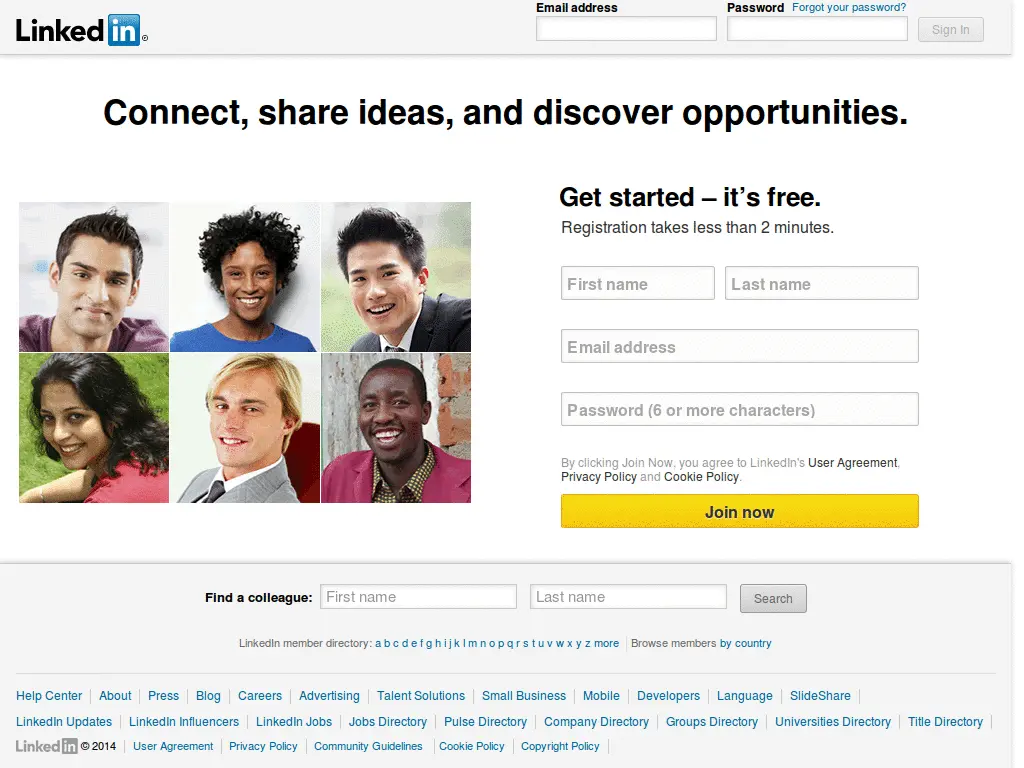 Linked in ®
Email address
Password Forgot your password?
Sign In
Connect, share ideas, and discover opportunities.
Get started – it's free.
Registration takes less than 2 minutes.
First name Last name
Email address
Password (6 or more characters)
By clicking Join Now, you agree to LinkedIn's User Agreement,
Privacy Policy and Cookie Policy.
Join now
Find a colleague: First name Last name Search
LinkedIn member directory: a b c d e f g h i j k l m n o p q r s t u v w x y z more Browse members by country
Help Center About Press Blog Careers Advertising Talent Solutions Small Business Mobile Developers Language SlideShare
LinkedIn Updates LinkedIn Influencers LinkedIn Jobs Jobs Directory Pulse Directory Company Directory Groups Directory Universities Directory Title Directory
Linked in © 2014 User Agreement Privacy Policy Community Guidelines Cookie Policy Copyright Policy